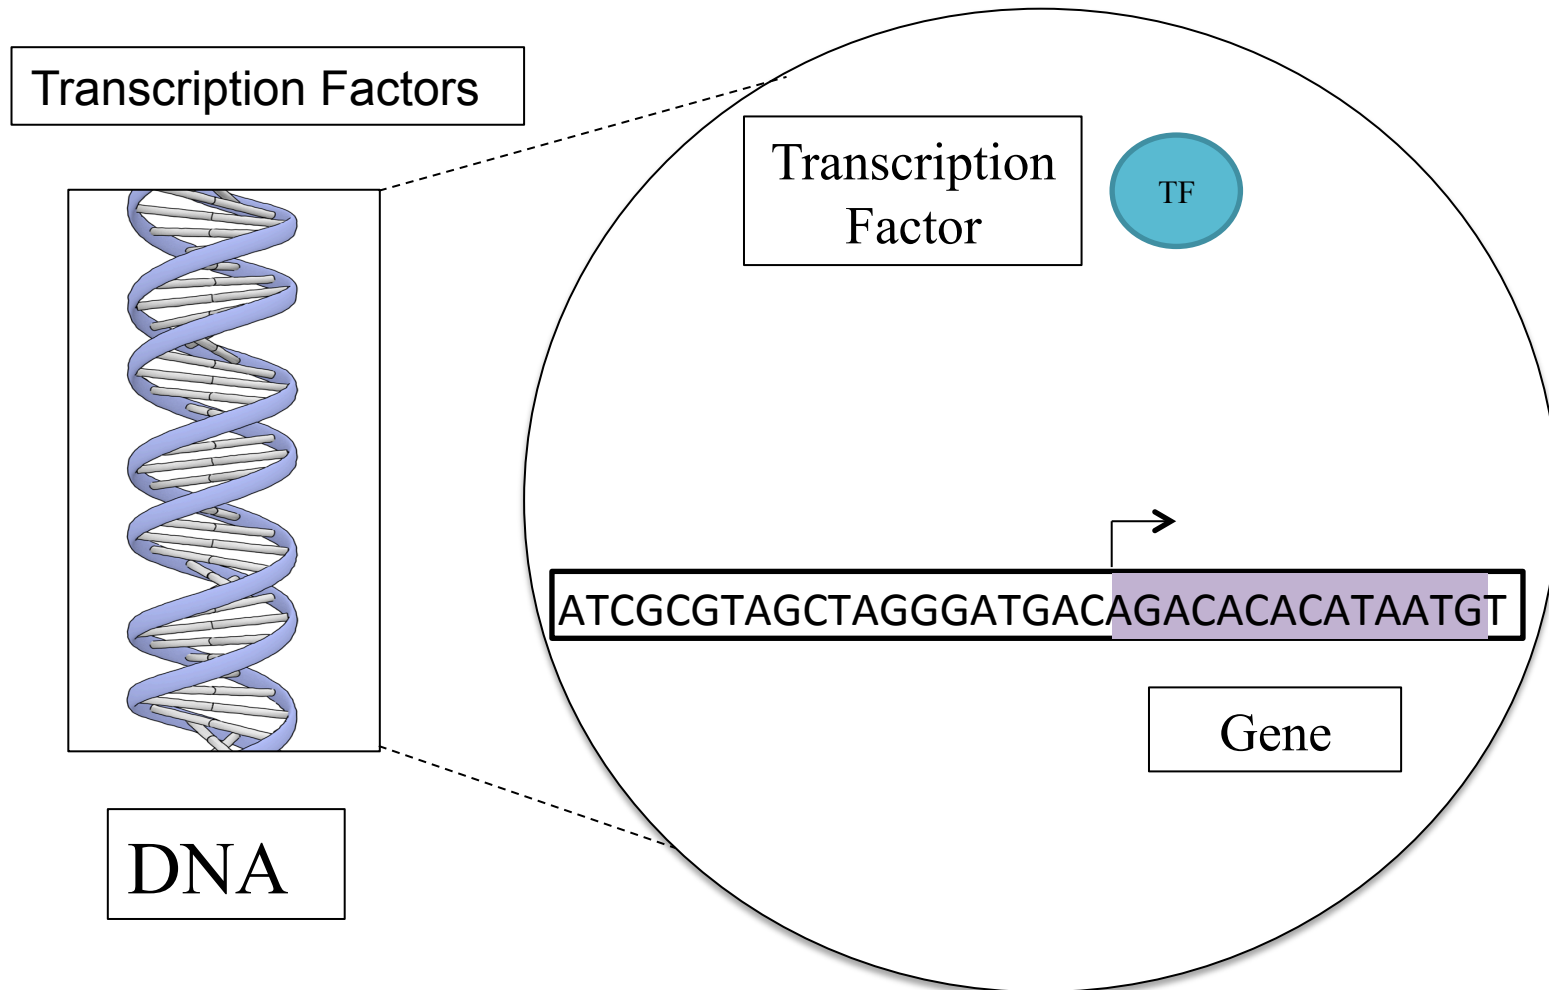 Transcription Factors
Transcription
Factor
TF
ATCGCGTAGCTAGGGATGACAGACACACATAATGT
Gene
DNA